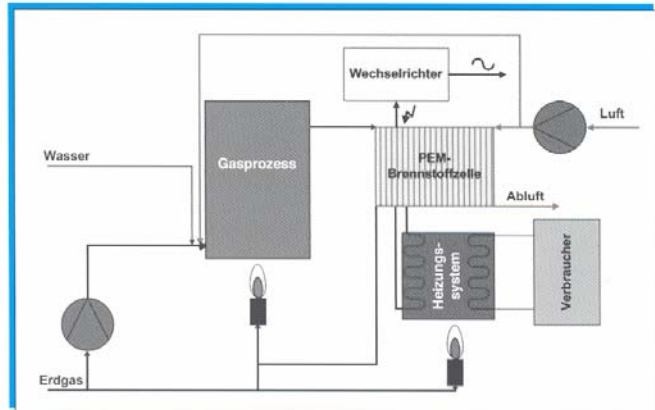 Wechselrichter
Luft
Gasprozess
PEM-
Brennstoffzelle
Wasser
Abluft
Heizungs-
system
Verbraucher
Erdgas